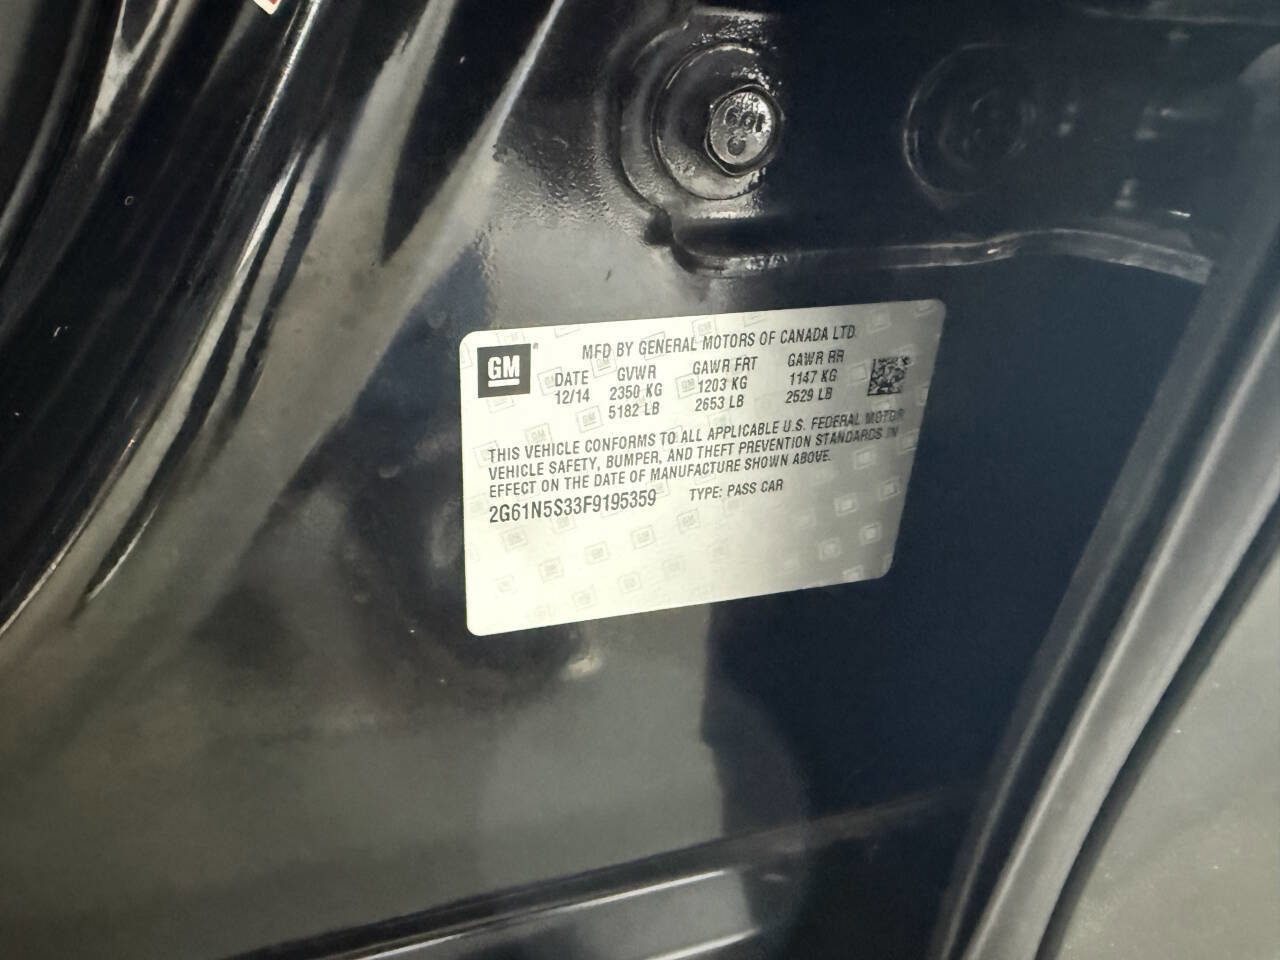 GM
MFD BY GENERAL MOTORS OF CANADA LTD.
DATE GVWR GAWR FRT GAWR RR
12/14 2350 KG 1203 KG 1147 KG
5182 LB 2653 LB 2529 LB
THIS VEHICLE CONFORMS TO ALL APPLICABLE U.S. FEDERAL MOTOR
VEHICLE SAFETY, BUMPER, AND THEFT PREVENTION STANDARDS IN
EFFECT ON THE DATE OF MANUFACTURE SHOWN ABOVE.
2G61N5S33F9195359 TYPE: PASS CAR